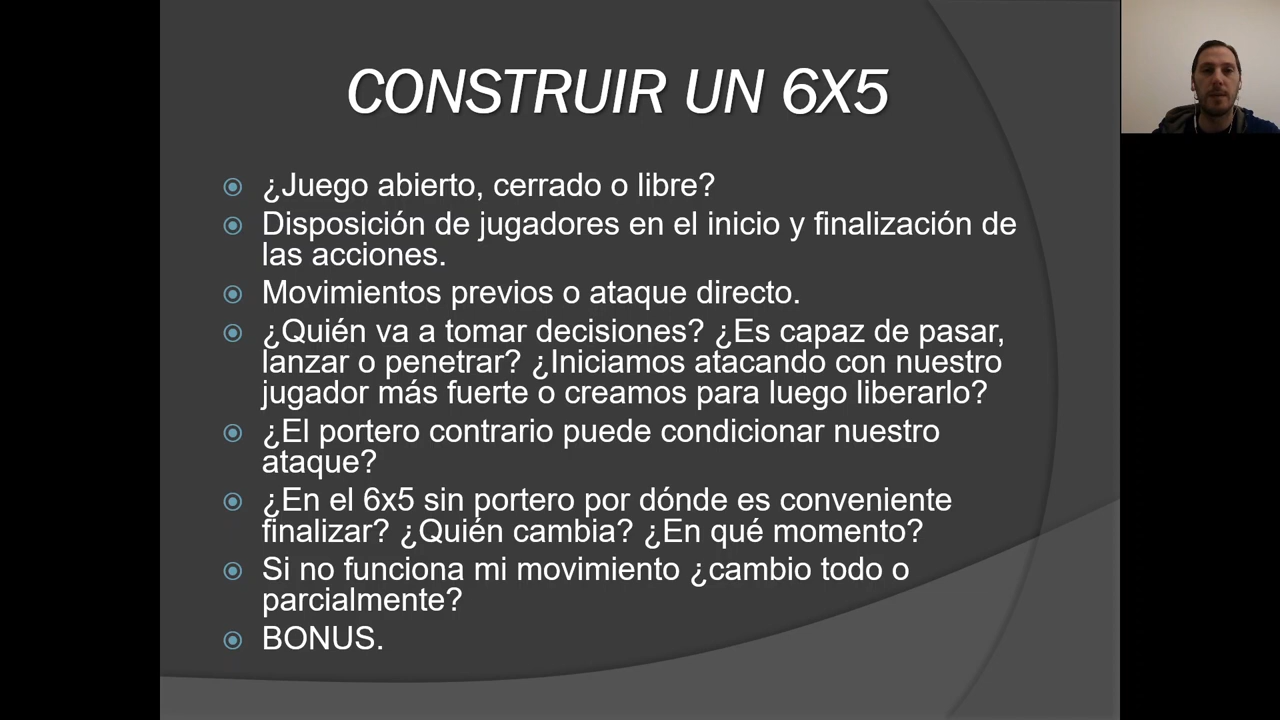 CONSTRUIR UN 6X5
¿Juego abierto, cerrado o libre?
Disposición de jugadores en el inicio y finalización de
las acciones.
Movimientos previos o ataque directo.
¿Quién va a tomar decisiones? ¿Es capaz de pasar,
lanzar o penetrar? ¿Iniciamos atacando con nuestro
jugador más fuerte o creamos para luego liberarlo?
¿El portero contrario puede condicionar nuestro
ataque?
¿En el 6x5 sin portero por dónde es conveniente
finalizar? ¿Quién cambia? ¿En qué momento?
Si no funciona mi movimiento ¿cambio todo o
parcialmente?
BONUS.